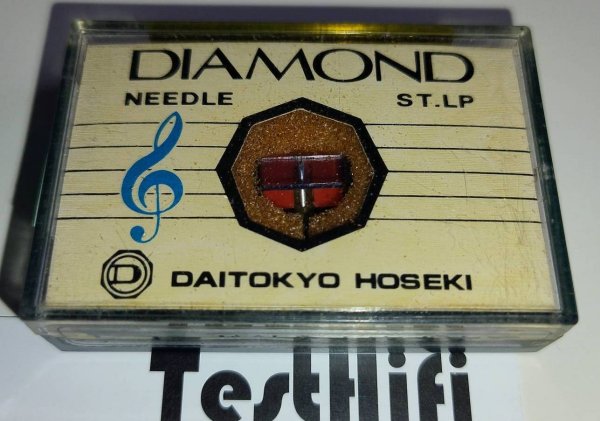 DIAMOND
NEEDLE ST.LP
D DAITOKYO HOSEKI
TestHifi